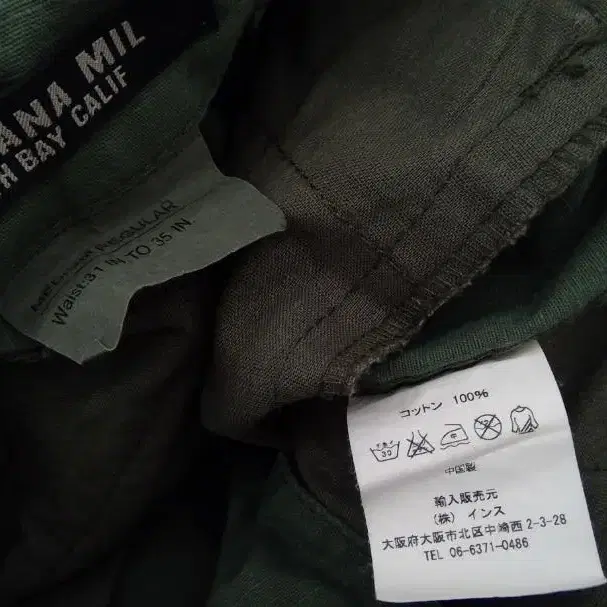 ANA MIL
H BAY CALIF
MEDIUM REGULAR
Waist:31 IN TO 35 IN
コットン 100%
30
中
中国製
輸入販売元
(株) インス
大阪府大阪市北区中崎西2-3-28
TEL 06-6371-0486